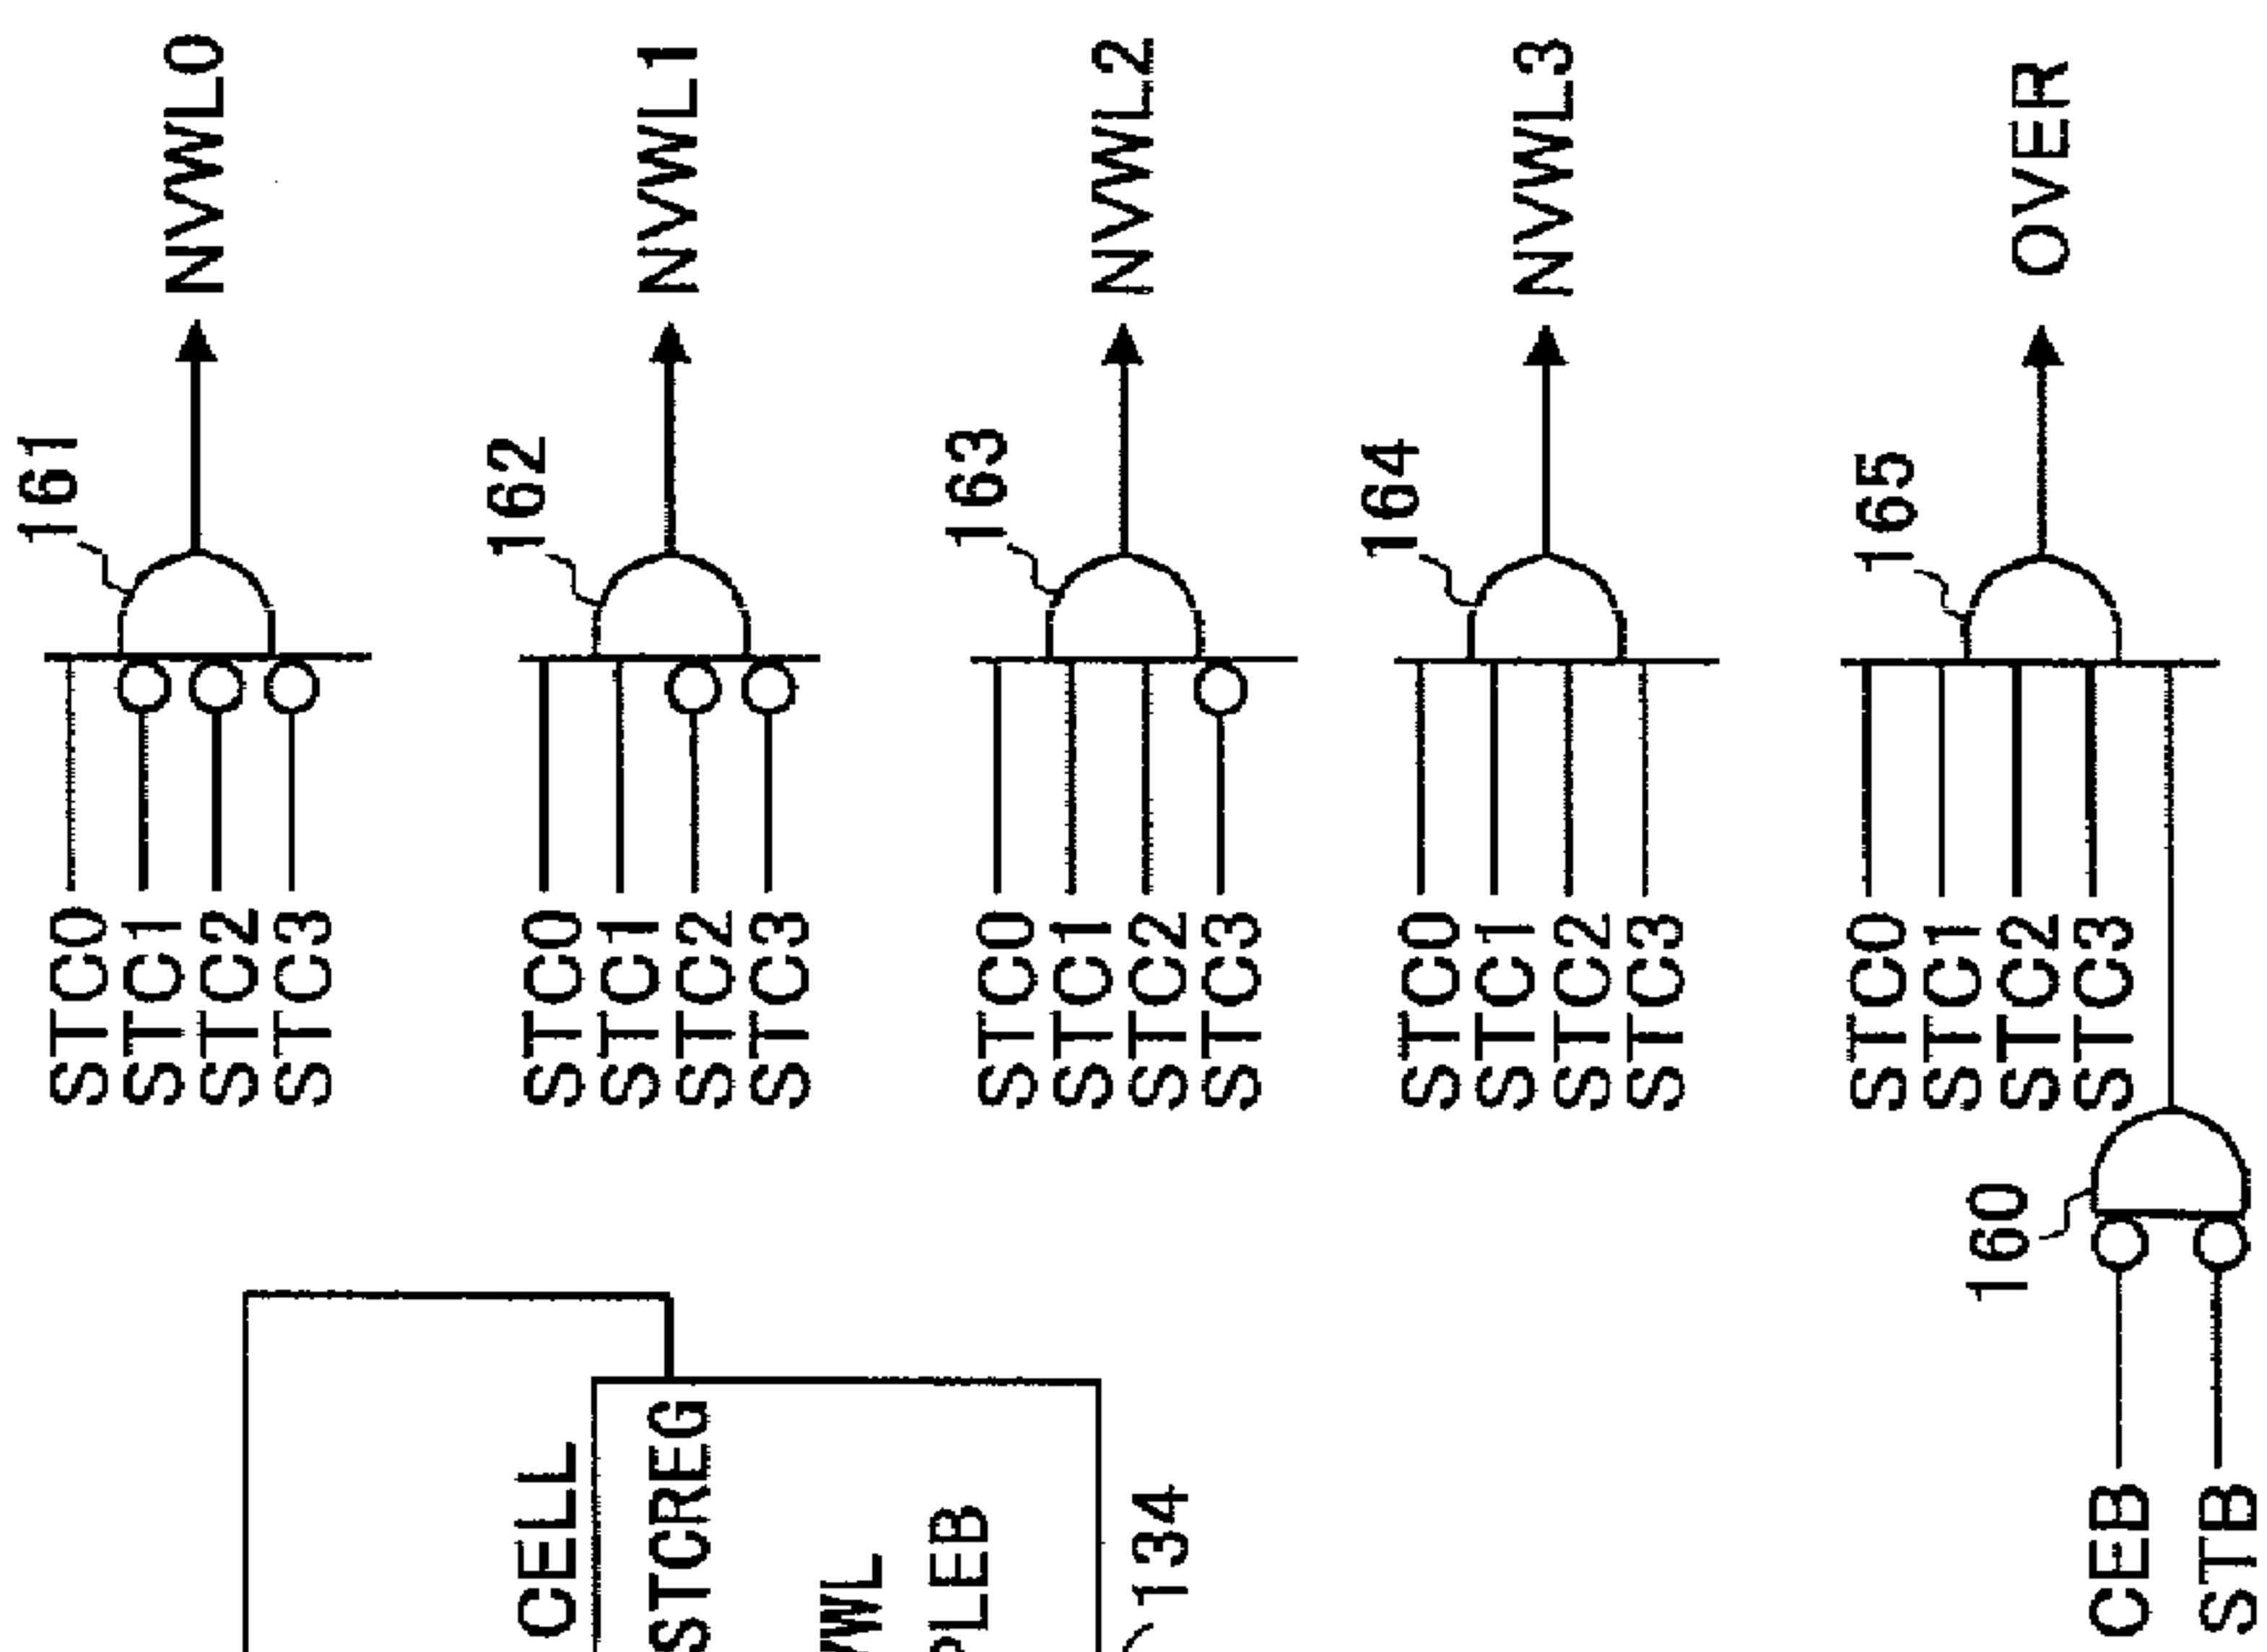 161
STC0
STC1
STC2
STC3
NVWL0
162
STC0
STC1
STC2
STC3
NVWL1
163
STC0
STC1
STC2
STC3
NVWL2
164
STC0
STC1
STC2
STC3
NVWL3
165
STC0
STC1
STC2
STC3
OVER
160
CEB
STB
CELL
STCREG
PLEB
134